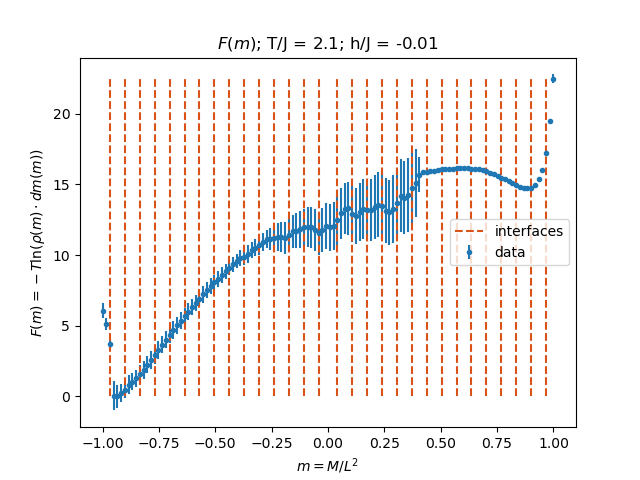 F(m); T/J = 2.1; h/J = -0.01
F(m) = −T ln(ρ(m) · dm(m))
20
15
10
5
0
interfaces
data
−1.00 −0.75 −0.50 −0.25 0.00 0.25 0.50 0.75 1.00
m = M/L²